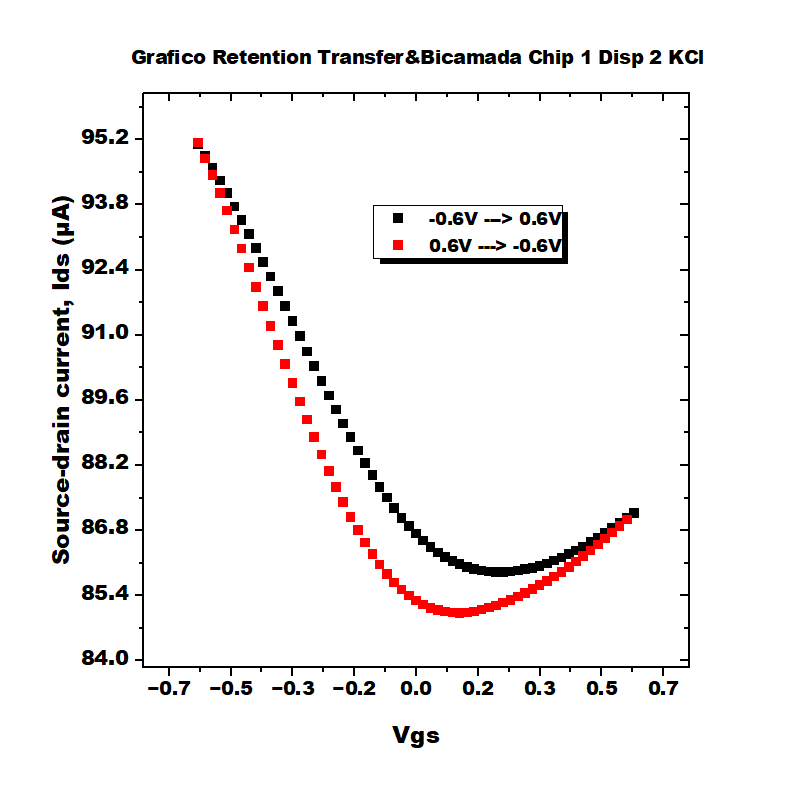 Grafico Retention Transfer&Bicamada Chip 1 Disp 2 KCl
95.2
93.8
92.4
91.0
89.6
88.2
86.8
85.4
84.0
Source-drain current, Ids (μA)
-0.6V ---> 0.6V
0.6V ---> -0.6V
−0.7 −0.5 −0.3 −0.2 0.0 0.2 0.3 0.5 0.7
Vgs